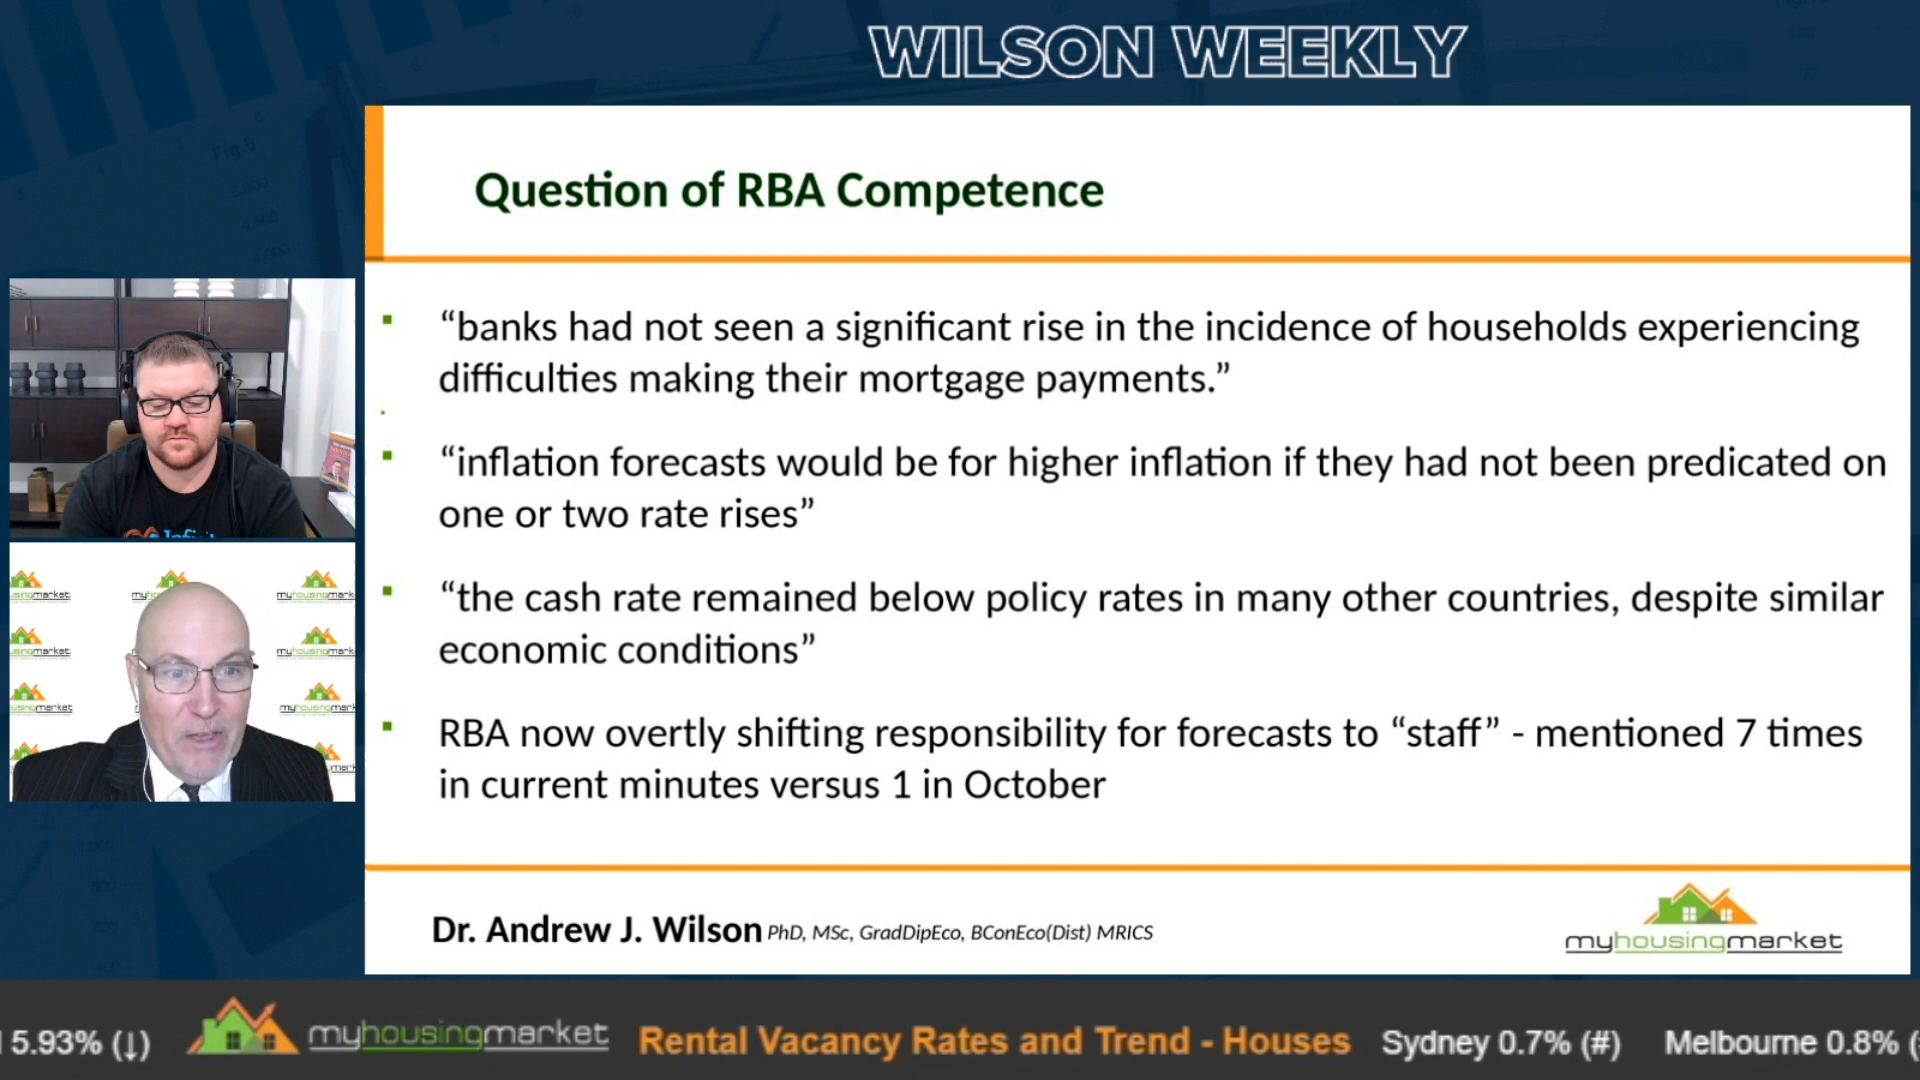 WILSON WEEKLY
Question of RBA Competence
“banks had not seen a significant rise in the incidence of households experiencing
difficulties making their mortgage payments.”
“inflation forecasts would be for higher inflation if they had not been predicated on
one or two rate rises”
“the cash rate remained below policy rates in many other countries, despite similar
economic conditions”
RBA now overtly shifting responsibility for forecasts to “staff” - mentioned 7 times
in current minutes versus 1 in October
Dr. Andrew J. Wilson PhD, MSc, GradDipEco, BConEco(Dist) MRICS
myhousingmarket
5.93% (↓) myhousingmarket Rental Vacancy Rates and Trend - Houses Sydney 0.7% (#) Melbourne 0.8%